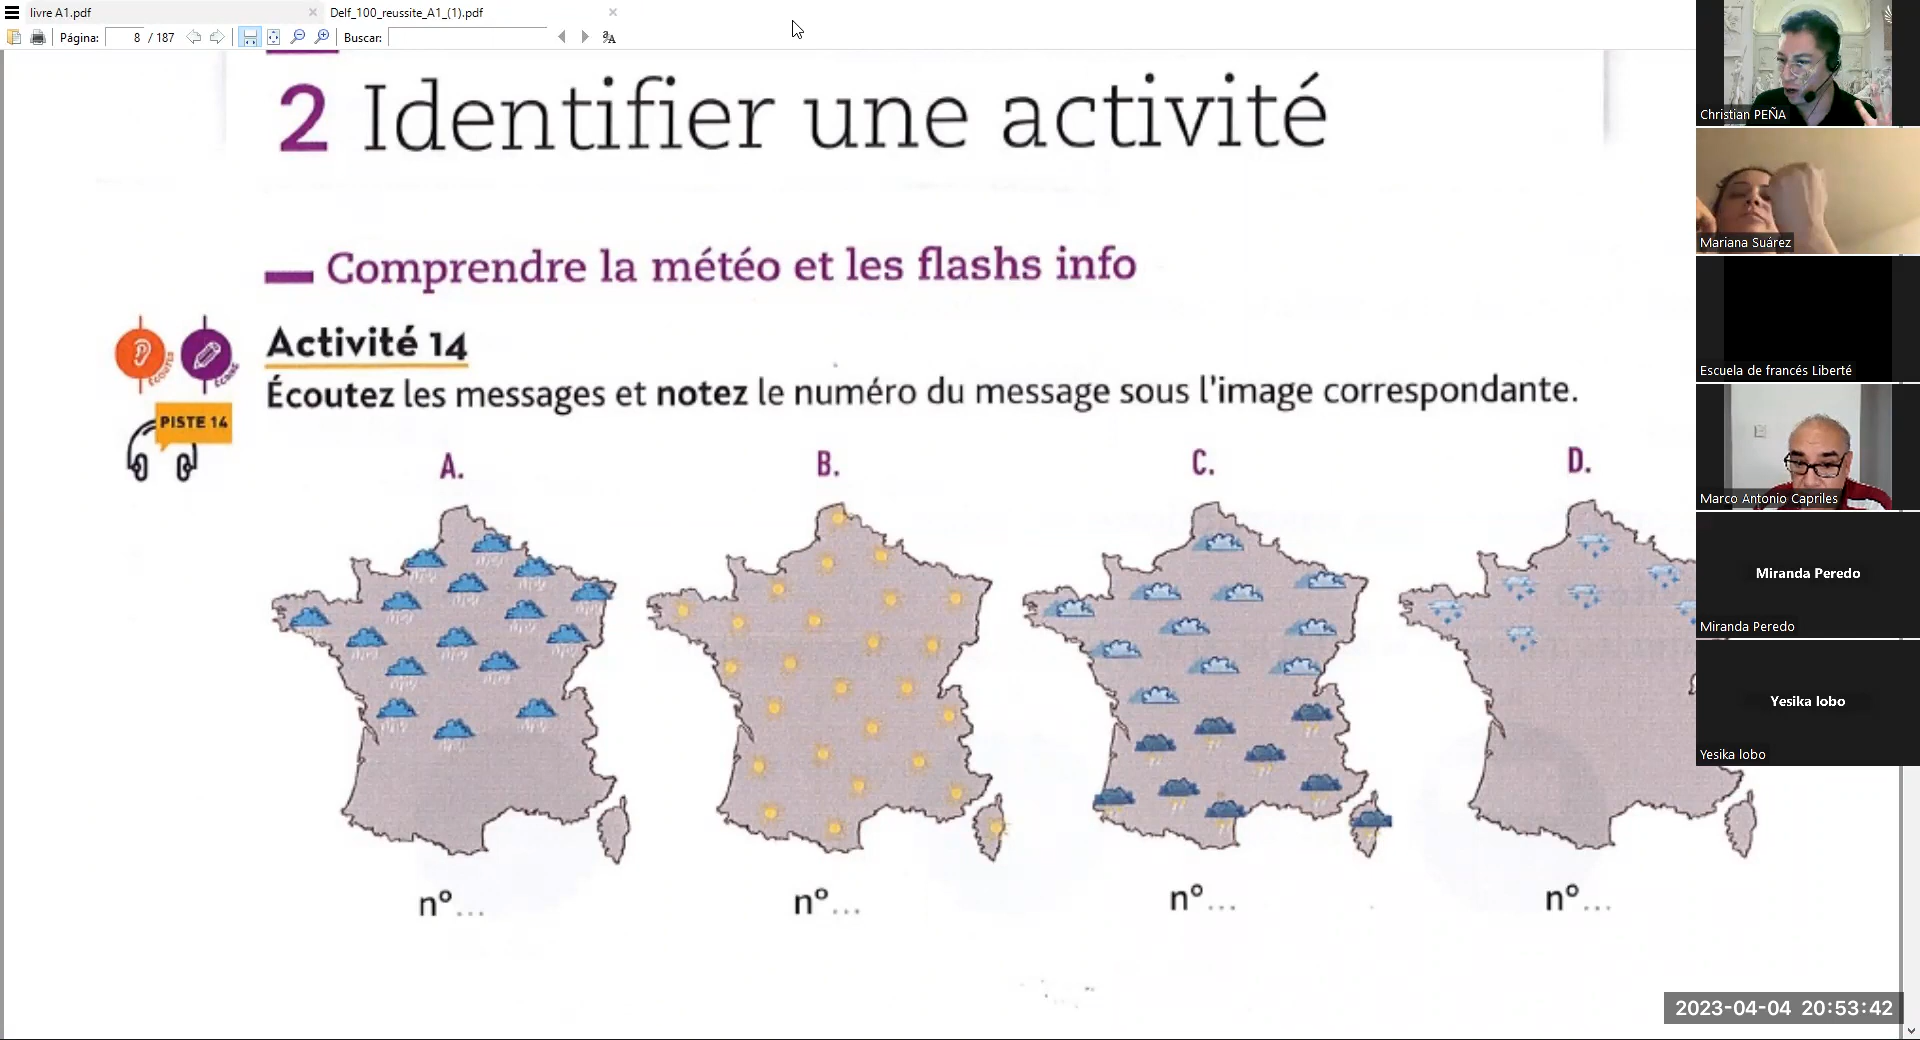 livre A1.pdf
Delf_100_reussite_A1_(1).pdf
Página: 8 / 187
Buscar:
2 Identifier une activité
Comprendre la météo et les flashs info
ÉCOUTER
ÉCRIRE
Activité 14
Écoutez les messages et notez le numéro du message sous l'image correspondante.
PISTE 14
A. B. C. D.
n°... n°... n°... n°...
Christian PEÑA
Mariana Suárez
Escuela de francés Liberté
Marco Antonio Capriles
Miranda Peredo
Miranda Peredo
Yesika lobo
Yesika lobo
2023-04-04 20:53:42